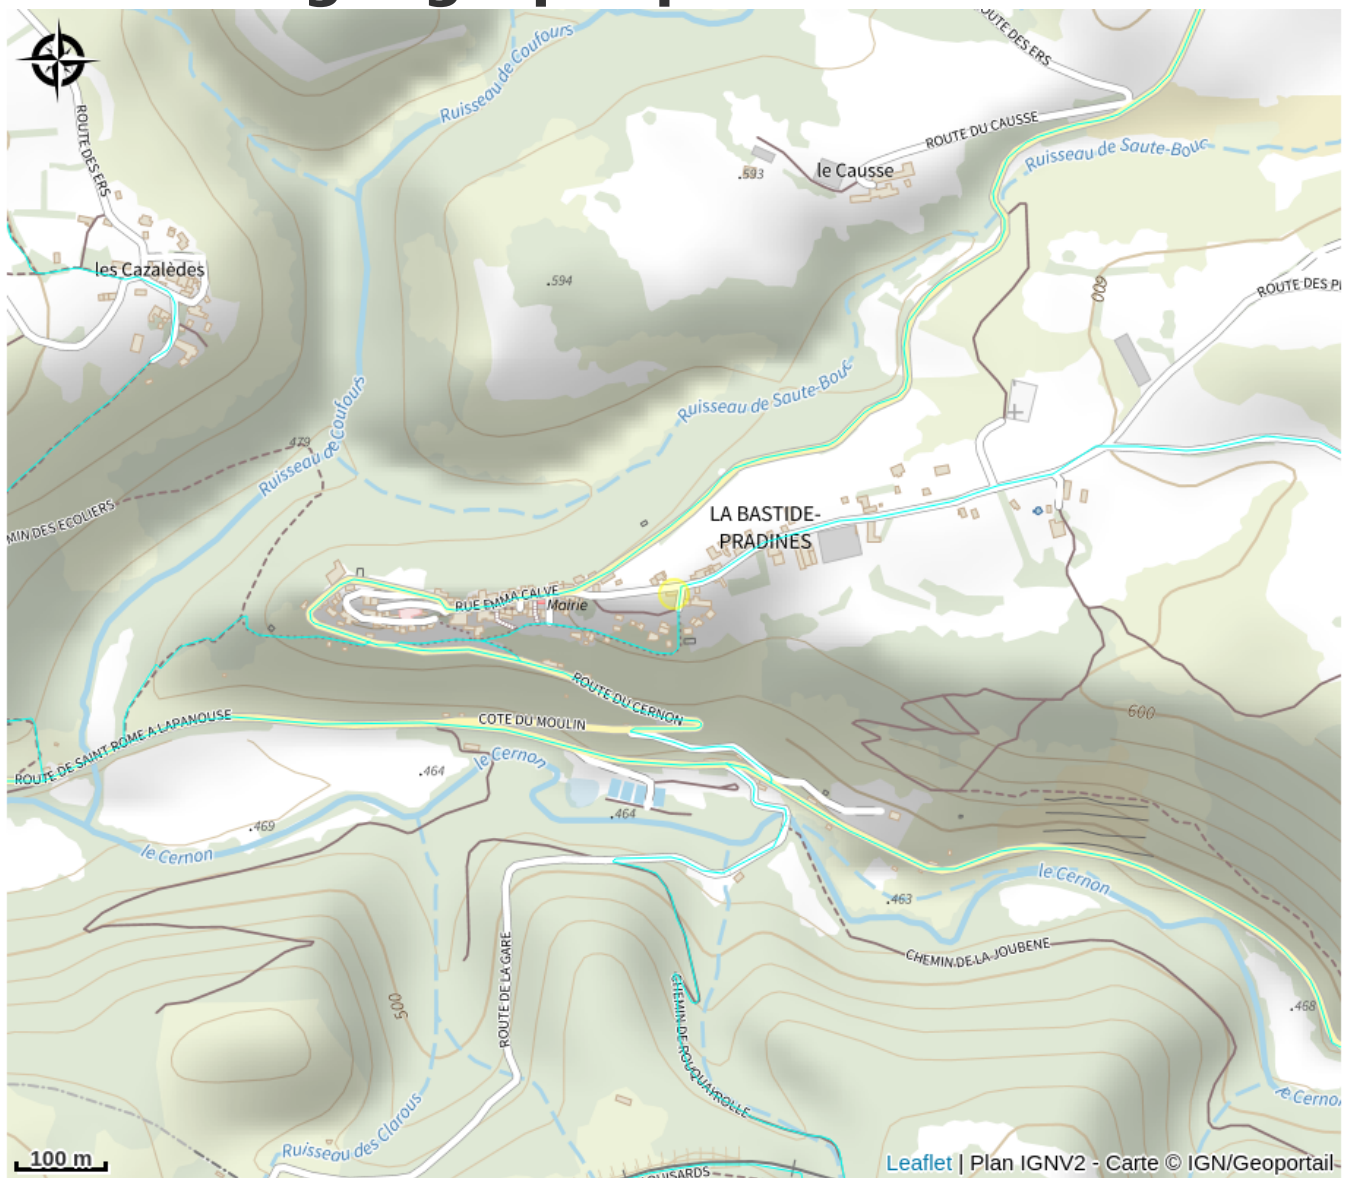 ROUTE DES ERS
Ruisseau de Coufours
ROUTE DES ERS
ROUTE DU CAUSSE
Ruisseau de Saute-Bouc
.593
le Causse
les Cazalèdes
.594
600
ROUTE DES P
Ruisseau de Saute-Bouc
Ruisseau de Coufours
479
MIN DES ECOLIERS
LA BASTIDE-
PRADINES
RUE EMMA CALVE
Mairie
ROUTE DU CERNON
COTE DU MOULIN
600
ROUTE DE SAINT ROME A LAPANOUSE
le Cernon
.464
.464
.469
le Cernon
le Cernon
.463
CHEMIN DE LA JOUBENE
ROUTE DE LA GARE
500
CHEMIN DE ROUQUAYROLLE
.468
le Cernon
Ruisseau des Clarous
100 m
OUISARDS
Leaflet | Plan IGNV2 - Carte © IGN/Geoportail